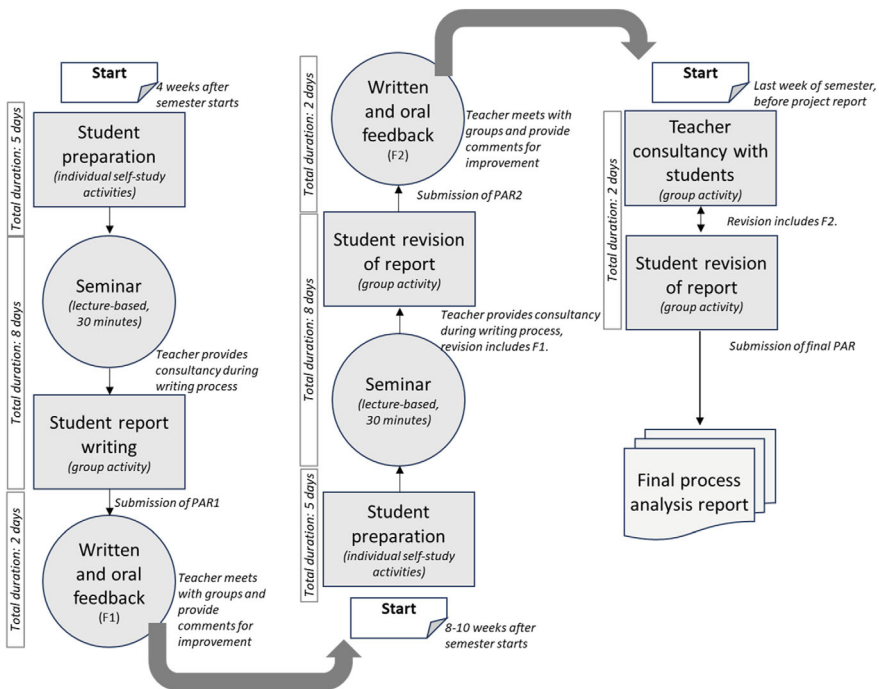 Start
4 weeks after
semester starts
Total duration: 5 days
Student
preparation
(individual self-study
activities)
Total duration: 8 days
Seminar
(lecture-based,
30 minutes)
Teacher provides
consultancy during
writing process
Student report
writing
(group activity)
Submission of PAR1
Total duration: 2 days
Written
and oral
feedback
(F1)
Teacher meets
with groups and
provide
comments for
improvement
Start
8-10 weeks after
semester starts
Total duration: 5 days
Student
preparation
(individual self-study
activities)
Total duration: 8 days
Seminar
(lecture-based,
30 minutes)
Teacher provides consultancy
during writing process,
revision includes F1.
Student revision
of report
(group activity)
Submission of PAR2
Total duration: 2 days
Written
and oral
feedback
(F2)
Teacher meets with
groups and provide
comments for
improvement
Start
Last week of semester,
before project report
Total duration: 2 days
Teacher
consultancy with
students
(group activity)
Revision includes F2.
Student revision
of report
(group activity)
Submission of final PAR
Final process
analysis report